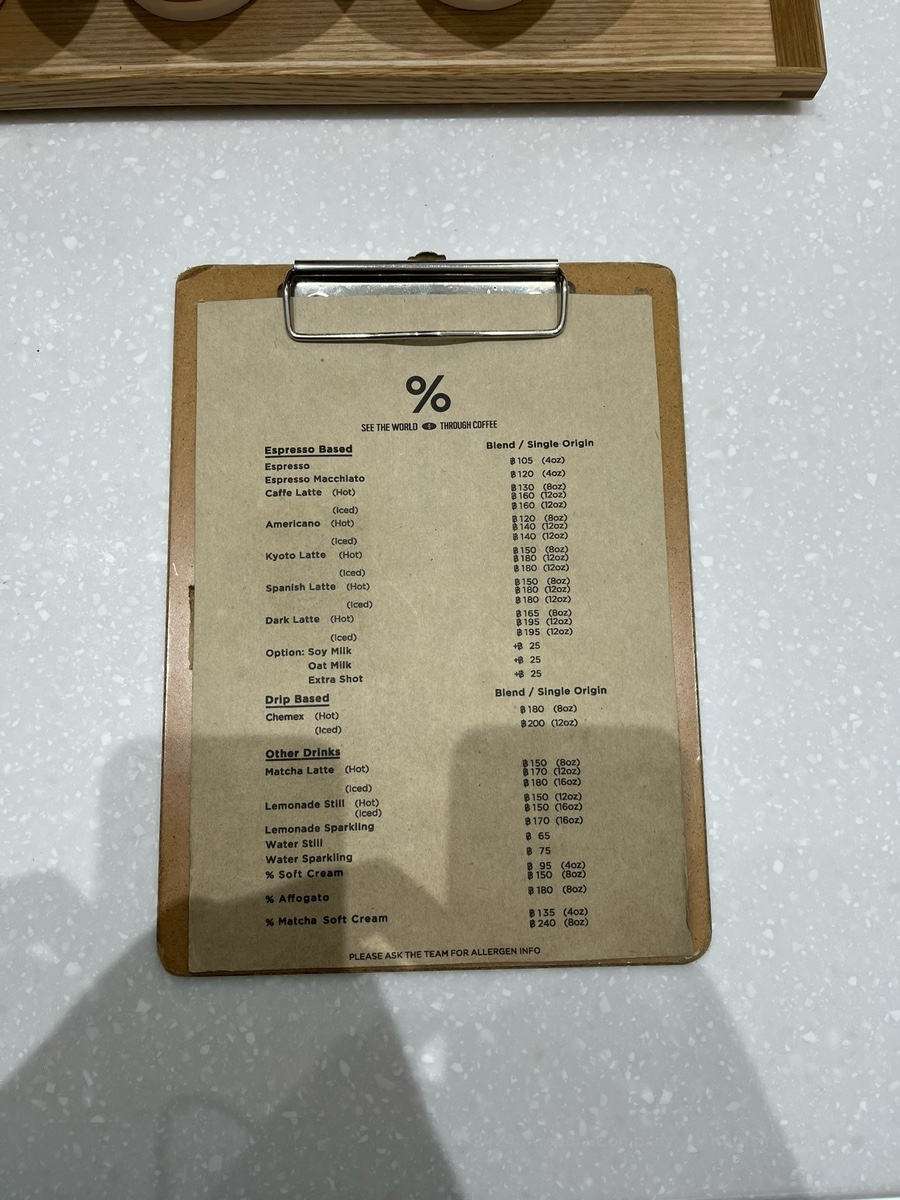 %
SEE THE WORLD THROUGH COFFEE
Espresso Based Blend / Single Origin
Espresso ฿105 (4oz)
Espresso Macchiato ฿120 (4oz)
Caffe Latte (Hot) ฿130 (8oz)
฿160 (12oz)
(Iced) ฿160 (12oz)
Americano (Hot) ฿120 (8oz)
฿140 (12oz)
(Iced) ฿140 (12oz)
Kyoto Latte (Hot) ฿150 (8oz)
฿180 (12oz)
(Iced) ฿180 (12oz)
Spanish Latte (Hot) ฿150 (8oz)
฿180 (12oz)
(Iced) ฿180 (12oz)
Dark Latte (Hot) ฿165 (8oz)
฿195 (12oz)
(Iced) ฿195 (12oz)
Option: Soy Milk +฿ 25
Oat Milk +฿ 25
Extra Shot +฿ 25
Drip Based Blend / Single Origin
Chemex (Hot) ฿180 (8oz)
(Iced) ฿200 (12oz)
Other Drinks
Matcha Latte (Hot) ฿150 (8oz)
฿170 (12oz)
(Iced) ฿180 (16oz)
Lemonade Still (Hot) ฿150 (12oz)
(Iced) ฿150 (16oz)
Lemonade Sparkling ฿170 (16oz)
Water Still ฿ 65
Water Sparkling ฿ 75
% Soft Cream ฿ 95 (4oz)
฿150 (8oz)
% Affogato ฿180 (8oz)
% Matcha Soft Cream ฿135 (4oz)
฿240 (8oz)
PLEASE ASK THE TEAM FOR ALLERGEN INFO